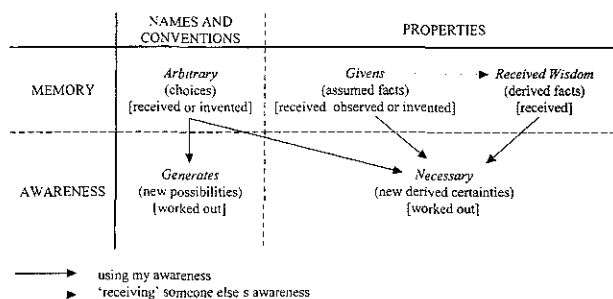 NAMES AND
CONVENTIONS
PROPERTIES
MEMORY
Arbitrary
(choices)
[received or invented]
Givens
(assumed facts)
[received observed or invented]
Received Wisdom
(derived facts)
[received]
AWARENESS
Generates
(new possibilities)
[worked out]
Necessary
(new derived certainties)
[worked out]
using my awareness
'receiving' someone else s awareness